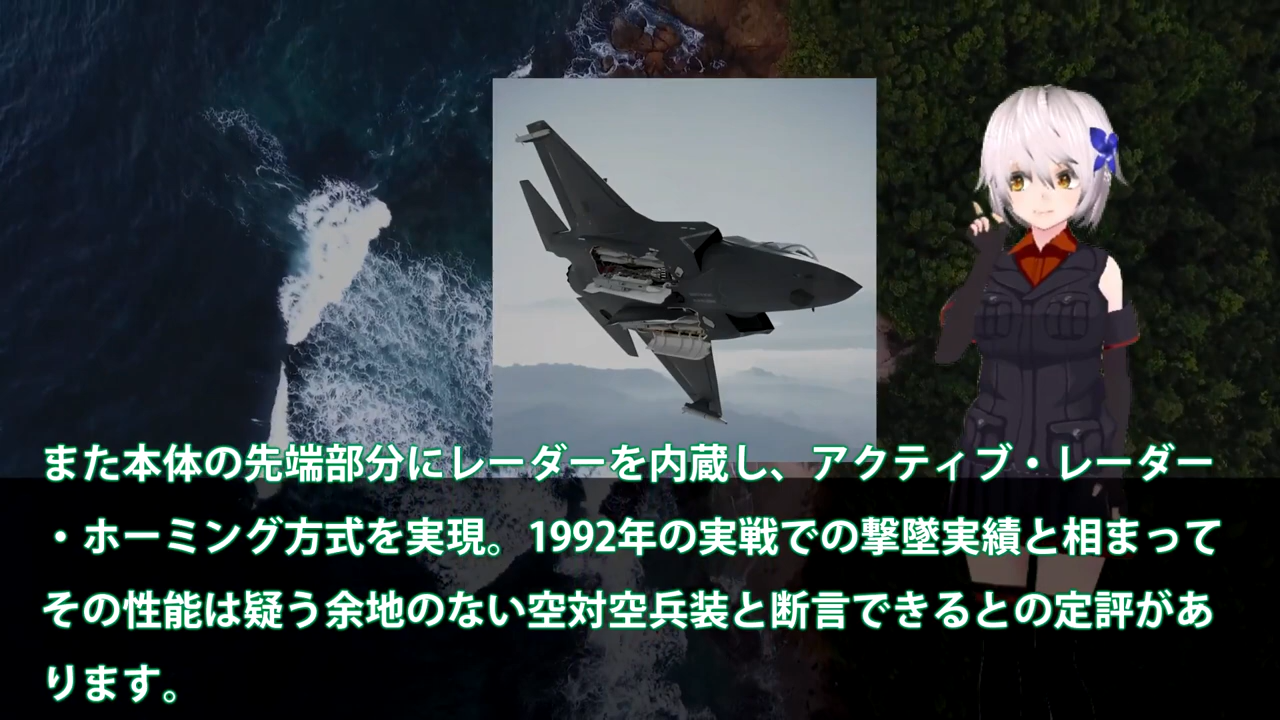 また本体の先端部分にレーダーを内蔵し、アクティブ・レーダー
・ホーミング方式を実現。1992年の実戦での撃墜実績と相まって
その性能は疑う余地のない空対空兵装と断言できるとの定評があ
ります。